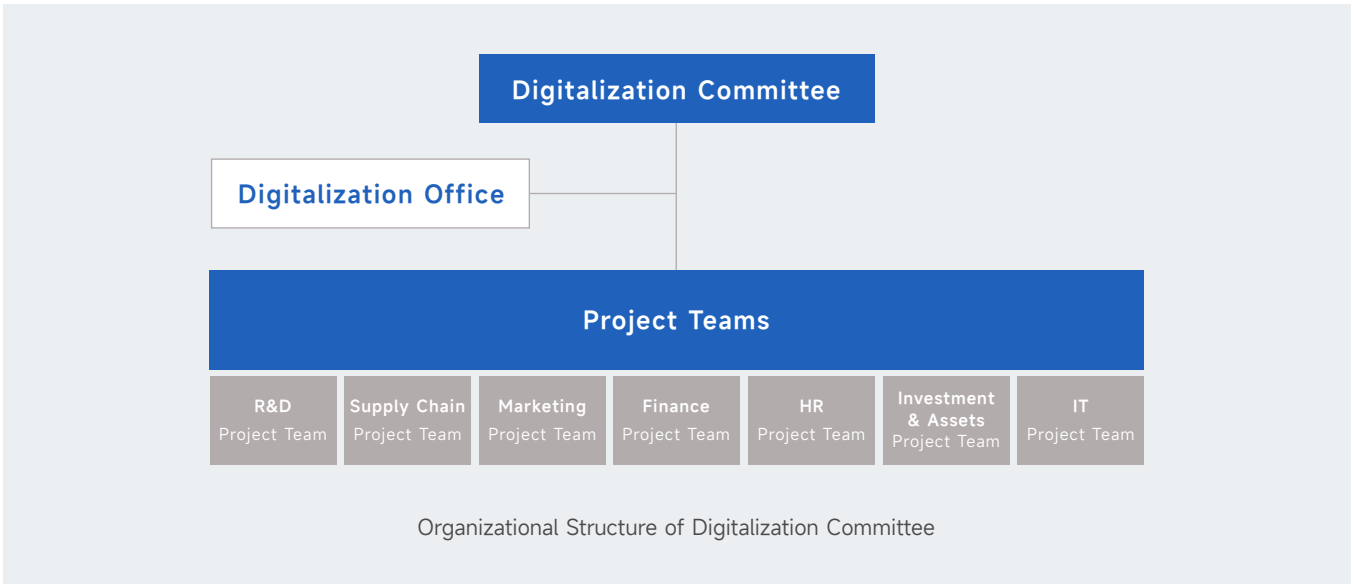 Digitalization Committee
Digitalization Office
Project Teams
R&D
Project Team
Supply Chain
Project Team
Marketing
Project Team
Finance
Project Team
HR
Project Team
Investment
& Assets
Project Team
IT
Project Team
Organizational Structure of Digitalization Committee